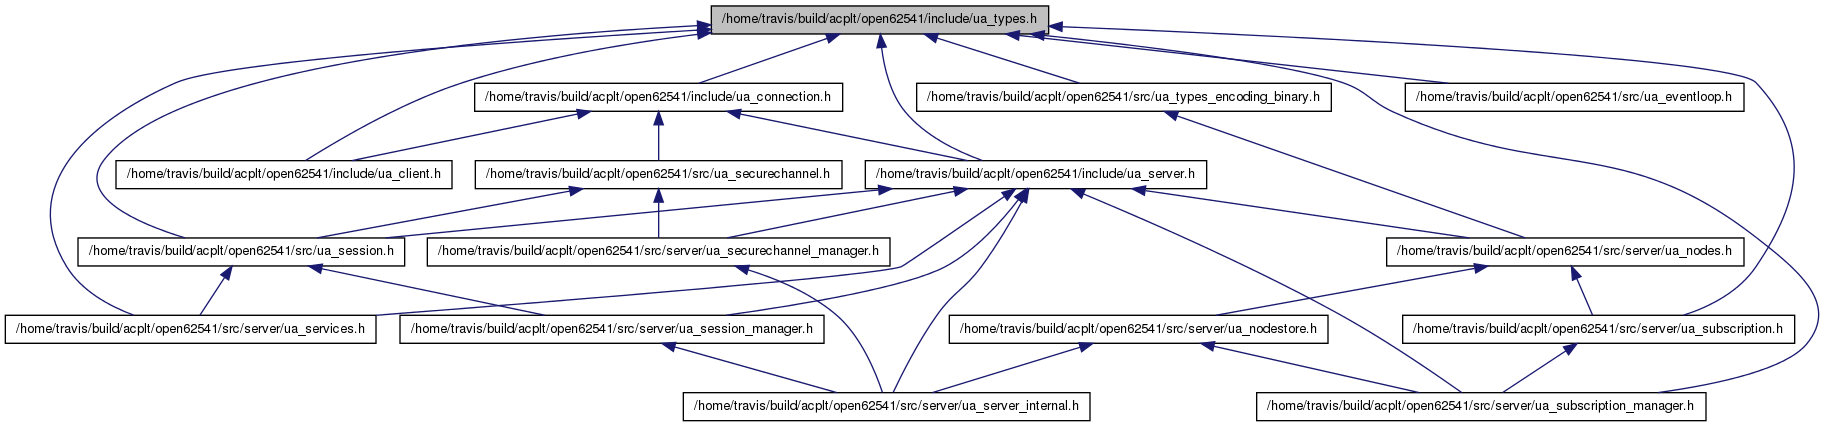 /home/travis/build/acplt/open62541/include/ua_types.h
/home/travis/build/acplt/open62541/include/ua_connection.h
/home/travis/build/acplt/open62541/src/ua_types_encoding_binary.h
/home/travis/build/acplt/open62541/src/ua_eventloop.h
/home/travis/build/acplt/open62541/include/ua_client.h
/home/travis/build/acplt/open62541/src/ua_securechannel.h
/home/travis/build/acplt/open62541/include/ua_server.h
/home/travis/build/acplt/open62541/src/ua_session.h
/home/travis/build/acplt/open62541/src/server/ua_securechannel_manager.h
/home/travis/build/acplt/open62541/src/server/ua_nodes.h
/home/travis/build/acplt/open62541/src/server/ua_services.h
/home/travis/build/acplt/open62541/src/server/ua_session_manager.h
/home/travis/build/acplt/open62541/src/server/ua_nodestore.h
/home/travis/build/acplt/open62541/src/server/ua_subscription.h
/home/travis/build/acplt/open62541/src/server/ua_server_internal.h
/home/travis/build/acplt/open62541/src/server/ua_subscription_manager.h